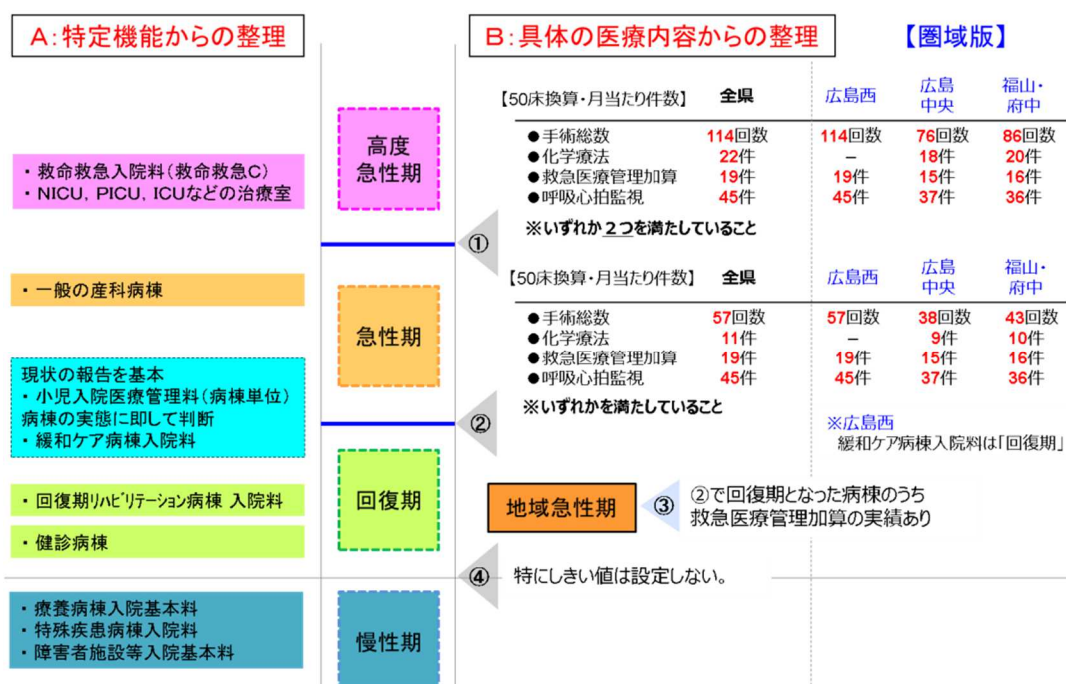 A:特定機能からの整理
B:具体の医療内容からの整理
【圏域版】
・救命救急入院料(救命救急C)
・NICU, PICU, ICUなどの治療室
高度
急性期
【50床換算・月当たり件数】 全県 広島西 広島中央 福山・府中
●手術総数 114回数 114回数 76回数 86回数
●化学療法 22件 − 18件 20件
●救急医療管理加算 19件 19件 15件 16件
●呼吸心拍監視 45件 45件 37件 36件
※いずれか2つを満たしていること
①
・一般の産科病棟
急性期
【50床換算・月当たり件数】 全県 広島西 広島中央 福山・府中
●手術総数 57回数 57回数 38回数 43回数
●化学療法 11件 − 9件 10件
●救急医療管理加算 19件 19件 15件 16件
●呼吸心拍監視 45件 45件 37件 36件
※いずれかを満たしていること
現状の報告を基本
・小児入院医療管理料(病棟単位)
病棟の実態に即して判断
・緩和ケア病棟入院料
②
※広島西
緩和ケア病棟入院料は「回復期」
・回復期リハビリテーション病棟 入院料
・健診病棟
回復期
地域急性期
③
②で回復期となった病棟のうち
救急医療管理加算の実績あり
④
特にしきい値は設定しない。
・療養病棟入院基本料
・特殊疾患病棟入院料
・障害者施設等入院基本料
慢性期